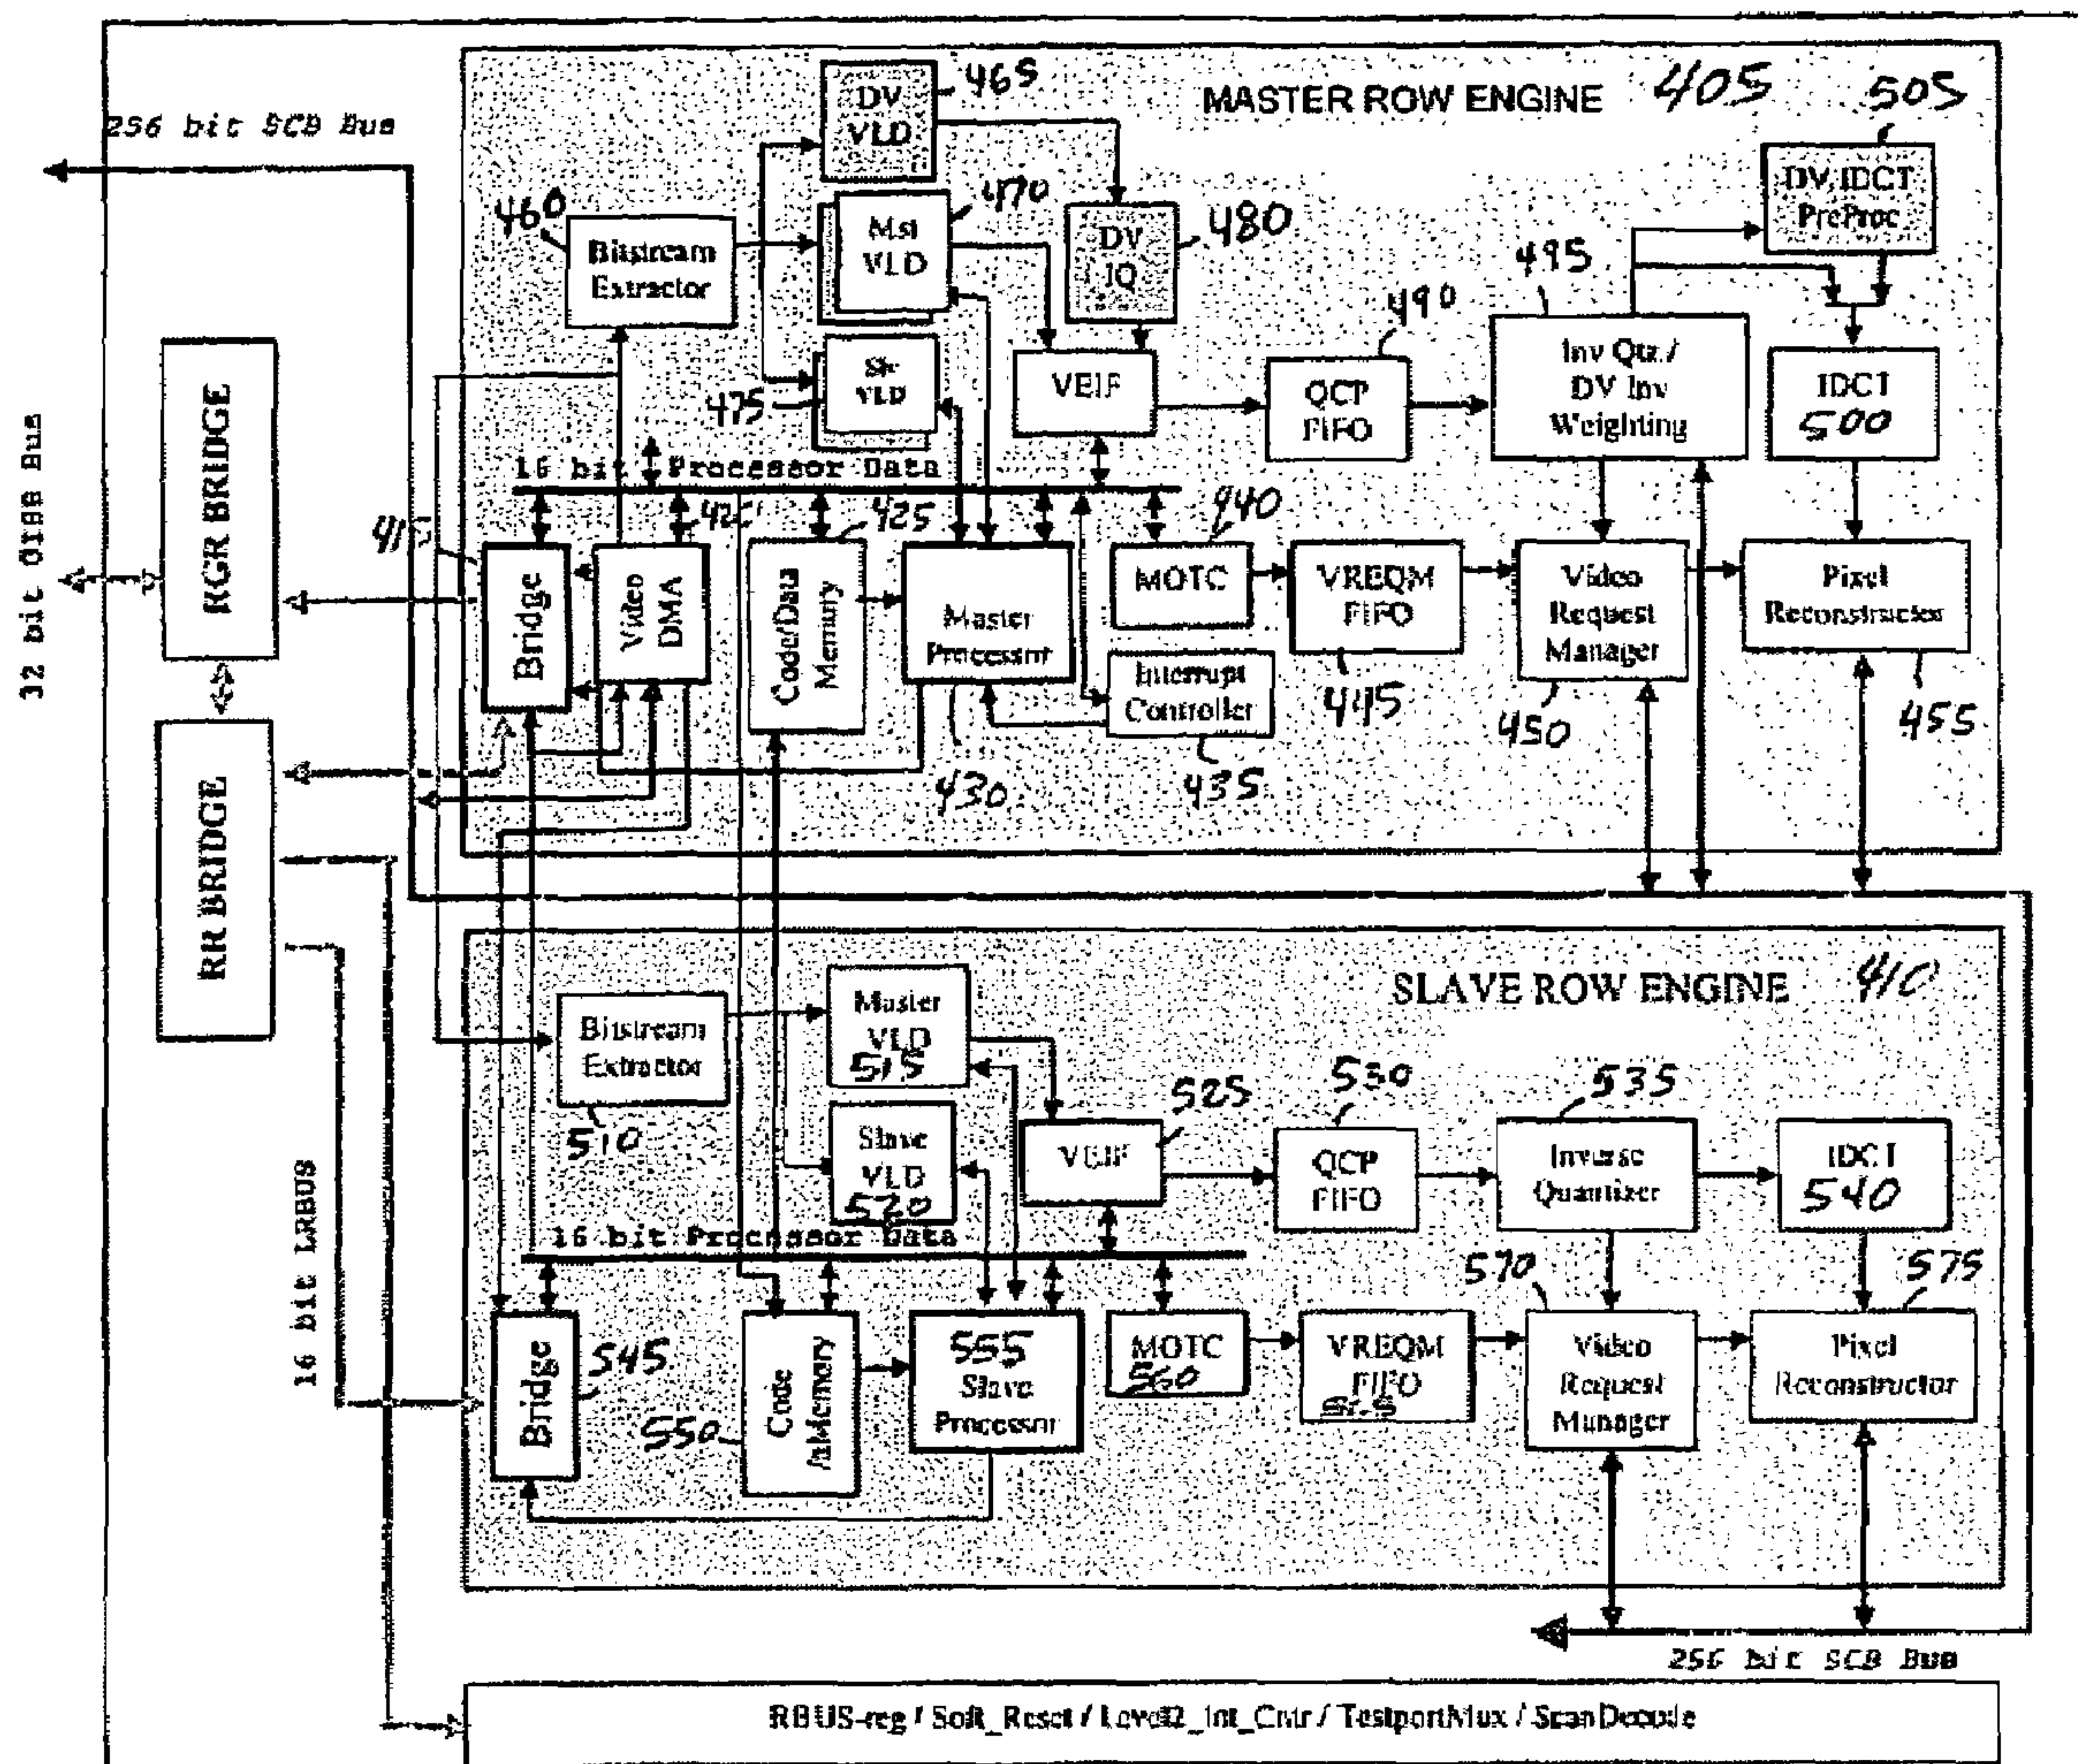 256 bit SCB Bus
DV
VLD
465
MASTER ROW ENGINE 405
505
DV IDCT
PreProc
460
Bitstream
Extractor
470
Mst
VLD
DV
IQ
480
495
Inv Qtz./
DV Inv
Weighting
490
QCP
FIFO
IDCT
500
475
VLD
VEIF
32 bit
Bus
RGR BRIDGE
16 bit Processor Data
425
440
Bridge
Video
DMA
Code/Data
Memory
Master
Processor
MOTC
VREQM
FIFO
Video
Request
Manager
Pixel
Reconstructor
Interrupt
Controller
430
435
445
450
455
RR BRIDGE
SLAVE ROW ENGINE 410
Bitstream
Extractor
510
Master
VLD
515
Slave
VLD
520
VEIF
525
530
QCP
FIFO
535
Inverse
Quantizer
IDCT
540
16 bit LRBUS
16 bit Processor Data
570
575
Bridge
545
550
Code
Memory
555
Slave
Processor
MOTC
560
VREQM
FIFO
Video
Request
Manager
Pixel
Reconstructor
256 bit SCB Bus
RBUS-reg / Soft_Reset / Level2_Int_Cntr / TestportMux / ScanDecode